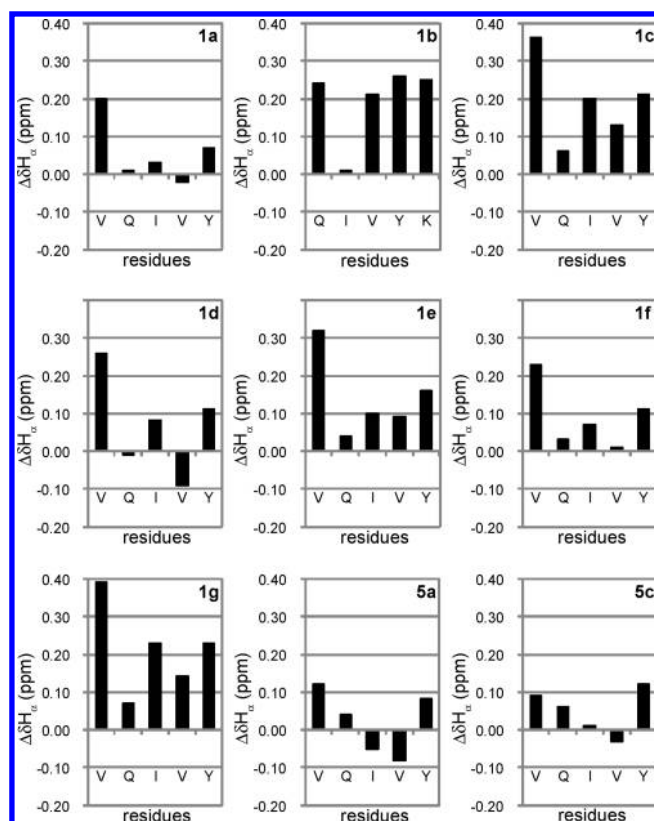 1a 1b 1c
ΔδHα (ppm) ΔδHα (ppm) ΔδHα (ppm)
0.40 0.40 0.40
0.30 0.30 0.30
0.20 0.20 0.20
0.10 0.10 0.10
0.00 0.00 0.00
-0.10 -0.10 -0.10
-0.20 -0.20 -0.20
V Q I V Y Q I V Y K V Q I V Y
residues residues residues
1d 1e 1f
ΔδHα (ppm) ΔδHα (ppm) ΔδHα (ppm)
0.30 0.30 0.30
0.20 0.20 0.20
0.10 0.10 0.10
0.00 0.00 0.00
-0.10 -0.10 -0.10
-0.20 -0.20 -0.20
V Q I V Y V Q I V Y V Q I V Y
residues residues residues
1g 5a 5c
ΔδHα (ppm) ΔδHα (ppm) ΔδHα (ppm)
0.40 0.40 0.40
0.30 0.30 0.30
0.20 0.20 0.20
0.10 0.10 0.10
0.00 0.00 0.00
-0.10 -0.10 -0.10
-0.20 -0.20 -0.20
V Q I V Y V Q I V Y V Q I V Y
residues residues residues